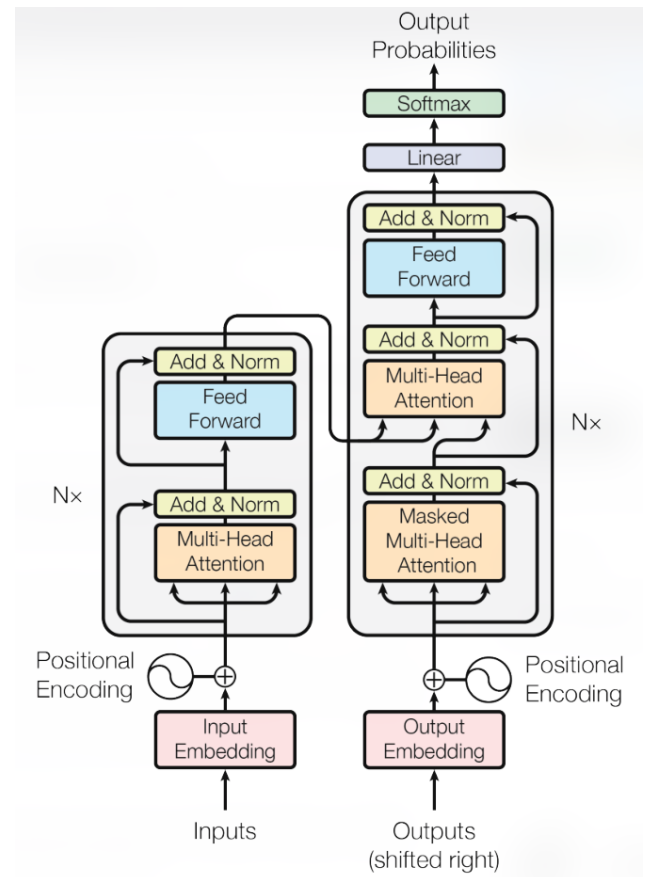 Output
Probabilities
Softmax
Linear
Add & Norm
Feed
Forward
Add & Norm
Multi-Head
Attention
Add & Norm
Masked
Multi-Head
Attention
Nx
Add & Norm
Feed
Forward
Add & Norm
Multi-Head
Attention
N×
Positional
Encoding
Positional
Encoding
Input
Embedding
Output
Embedding
Inputs
Outputs
(shifted right)